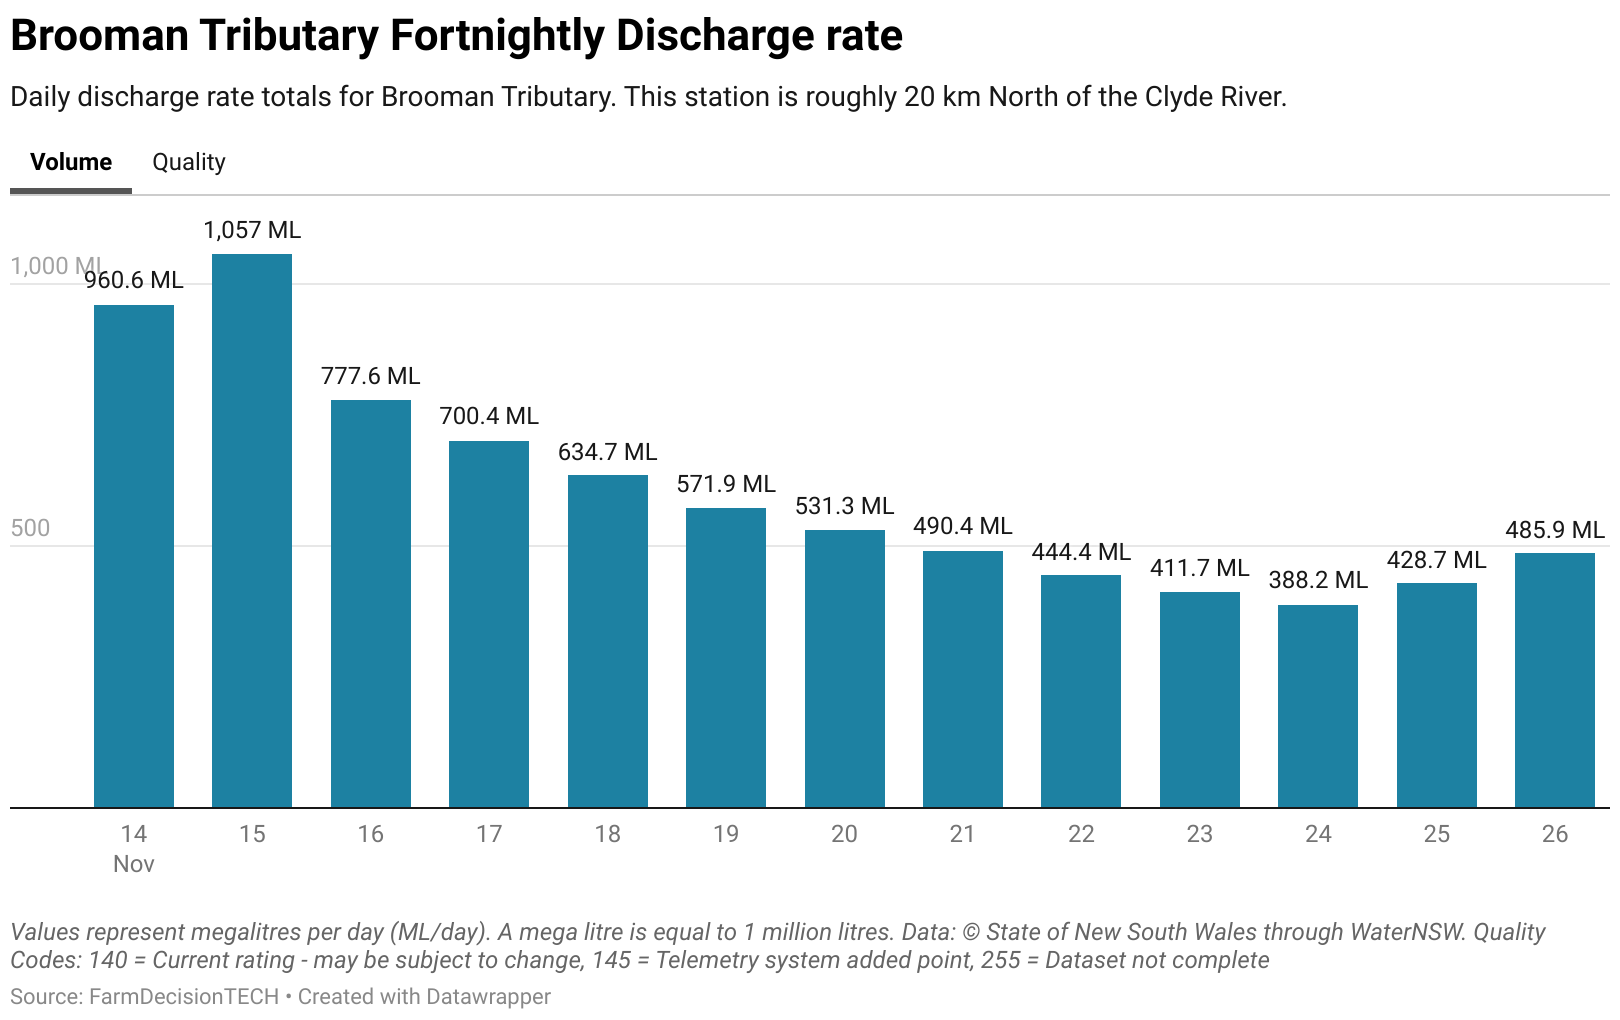 Brooman Tributary Fortnightly Discharge rate
Daily discharge rate totals for Brooman Tributary. This station is roughly 20 km North of the Clyde River.
Volume Quality
1,057 ML
1,000 ML
960.6 ML
777.6 ML
700.4 ML
634.7 ML
571.9 ML
531.3 ML
490.4 ML
444.4 ML
411.7 ML
388.2 ML
428.7 ML
485.9 ML
500
14 15 16 17 18 19 20 21 22 23 24 25 26
Nov
Values represent megalitres per day (ML/day). A mega litre is equal to 1 million litres. Data: © State of New South Wales through WaterNSW. Quality
Codes: 140 = Current rating - may be subject to change, 145 = Telemetry system added point, 255 = Dataset not complete
Source: FarmDecisionTECH • Created with Datawrapper